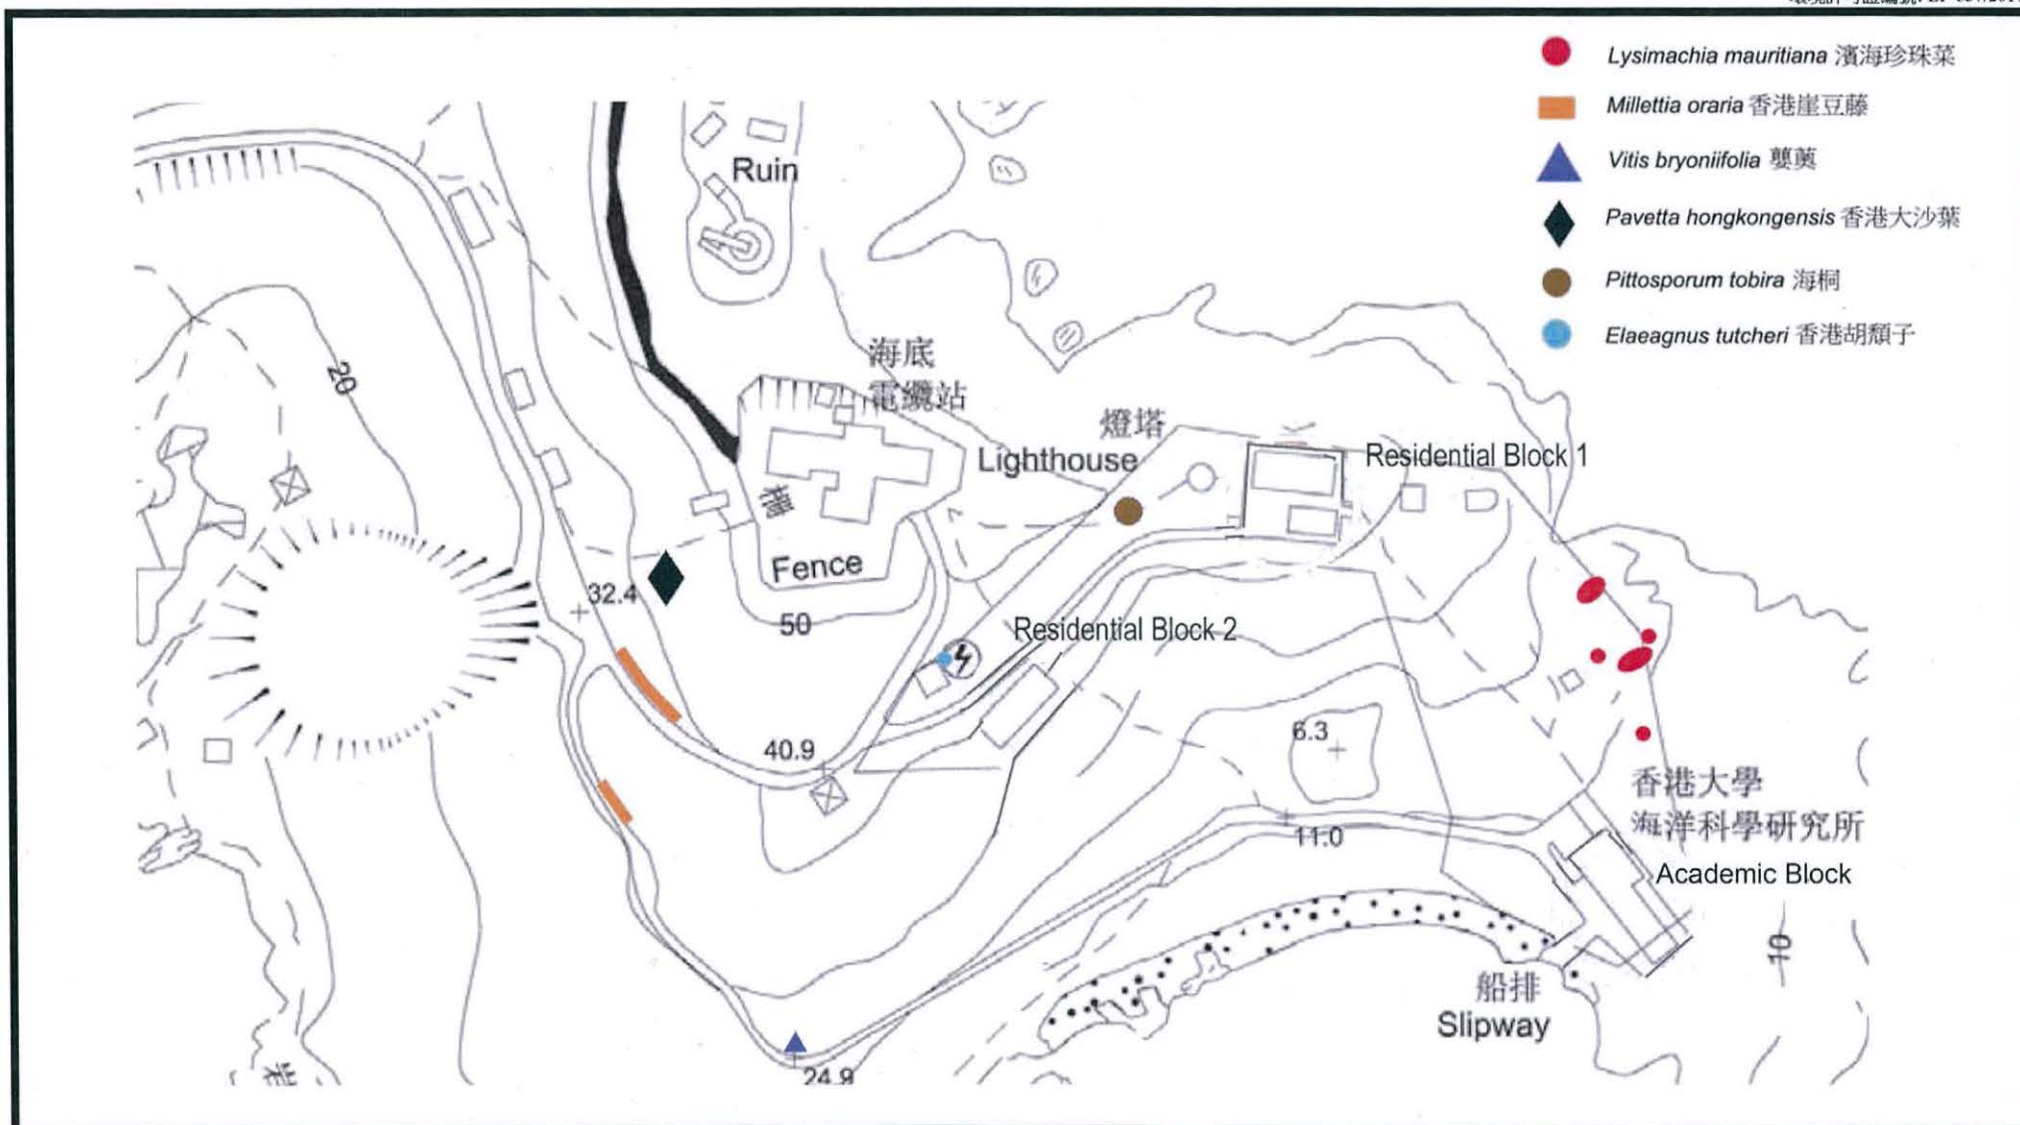 Lysimachia mauritiana 濱海珍珠菜
Millettia oraria 香港崖豆藤
Vitis bryoniifolia 蘡薁
Pavetta hongkongensis 香港大沙葉
Pittosporum tobira 海桐
Elaeagnus tutcheri 香港胡頹子
Ruin
20
海底
電纜站
燈塔
Lighthouse
Residential Block 1
柵
Fence
32.4
50
Residential Block 2
40.9
6.3
11.0
香港大學
海洋科學研究所
Academic Block
10
船排
Slipway
24.9